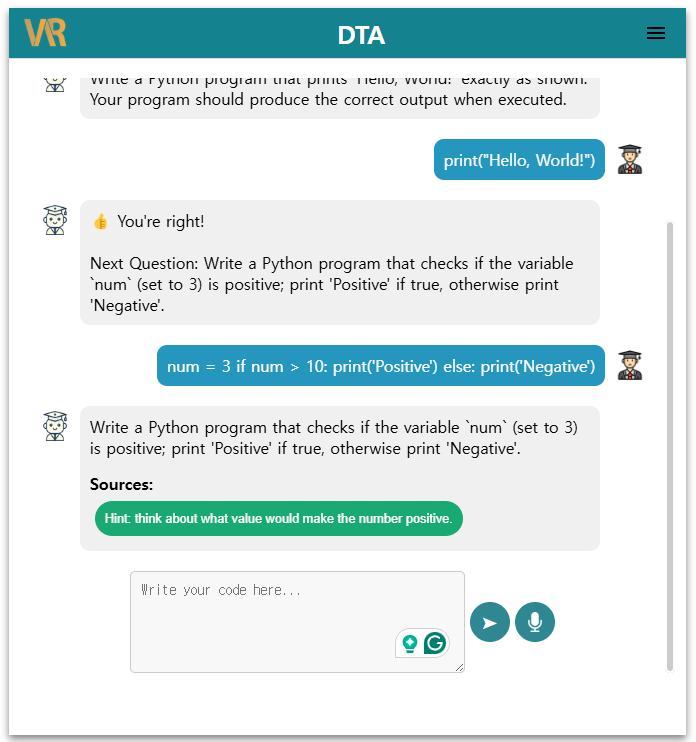 VR
DTA
Write a Python program that prints 'Hello, World!' exactly as shown.
Your program should produce the correct output when executed.
print("Hello, World!")
👍 You're right!
Next Question: Write a Python program that checks if the variable
`num` (set to 3) is positive; print 'Positive' if true, otherwise print
'Negative'.
num = 3 if num > 10: print('Positive') else: print('Negative')
Write a Python program that checks if the variable `num` (set to 3)
is positive; print 'Positive' if true, otherwise print 'Negative'.
Sources:
Hint: think about what value would make the number positive.
Write your code here...